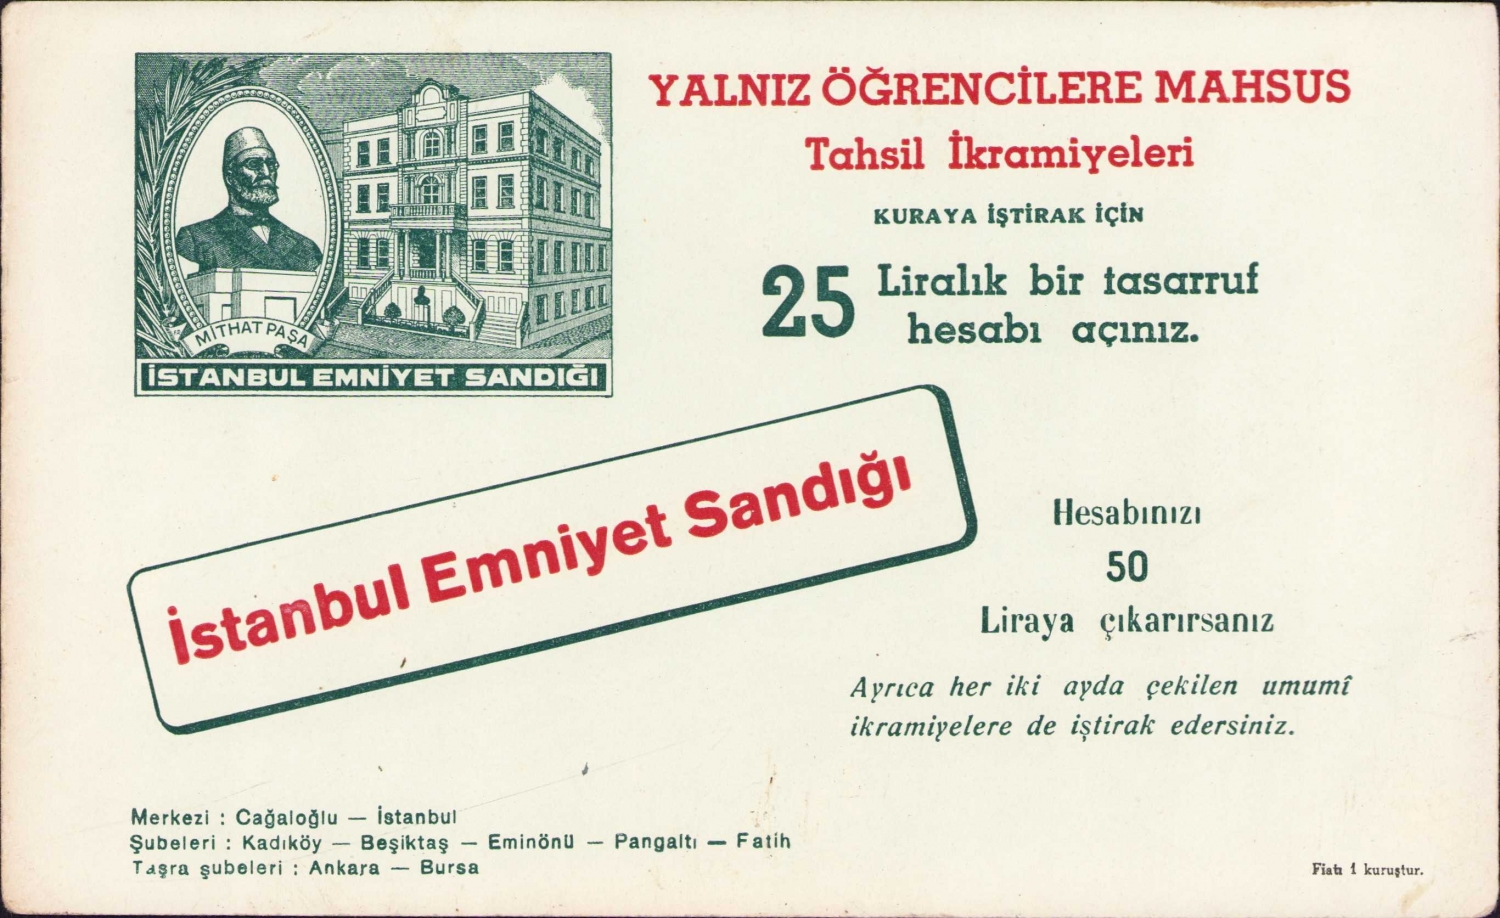 MİTHAT PAŞA
İSTANBUL EMNİYET SANDIĞI
YALNIZ ÖĞRENCİLERE MAHSUS
Tahsil İkramiyeleri
KURAYA İŞTİRAK İÇİN
25 Liralık bir tasarruf
hesabı açınız.
İstanbul Emniyet Sandığı
Hesabınızı
50
Liraya çıkarırsanız
Ayrıca her iki ayda çekilen umumî
ikramiyelere de iştirak edersiniz.
Merkezi : Cağaloğlu — İstanbul
Şubeleri : Kadıköy — Beşiktaş — Eminönü — Pangaltı — Fatih
Taşra şubeleri : Ankara — Bursa
Fiatı 1 kuruştur.